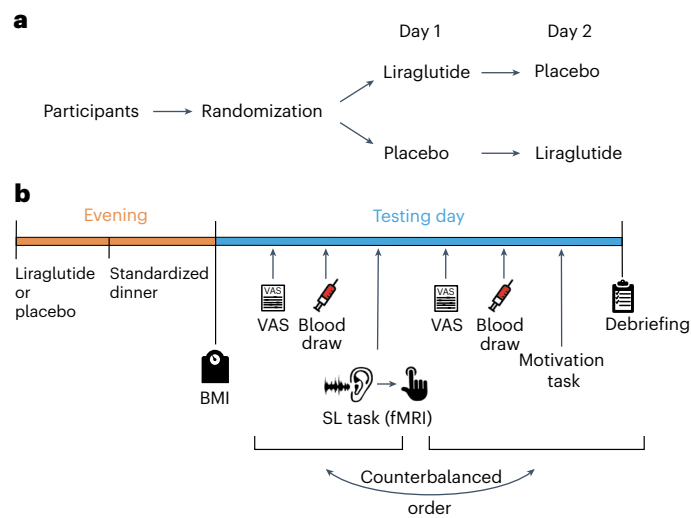 a
Day 1
Day 2
Liraglutide
Placebo
Participants
Randomization
Placebo
Liraglutide
b
Evening
Testing day
Liraglutide
or
placebo
Standardized
dinner
BMI
VAS
VAS
Blood
draw
SL task (fMRI)
VAS
VAS
Blood
draw
Motivation
task
Debriefing
Counterbalanced
order